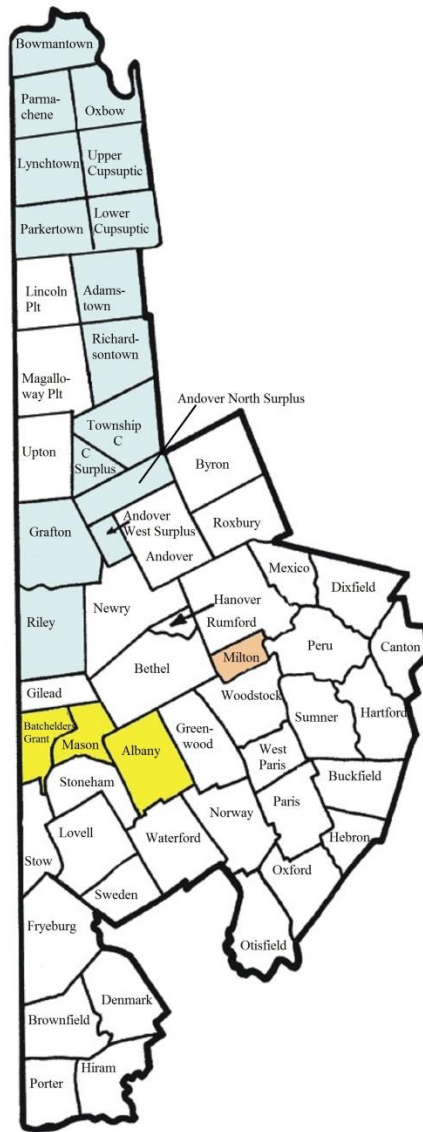 Bowmantown
Parma-
chene
Oxbow
Lynchtown
Upper
Cupsuptic
Parkertown
Lower
Cupsuptic
Lincoln
Plt
Adams-
town
Richard-
sontown
Magallo-
way Plt
Andover North Surplus
Township
C
Upton
C
Surplus
Byron
Grafton
Andover
West Surplus
Roxbury
Andover
Mexico
Dixfield
Newry
Hanover
Riley
Rumford
Peru
Canton
Bethel
Milton
Gilead
Woodstock
Hartford
Sumner
Batchelders
Grant
Mason
Albany
Green-
wood
West
Paris
Buckfield
Stoneham
Norway
Paris
Lovell
Waterford
Hebron
Stow
Oxford
Sweden
Fryeburg
Otisfield
Denmark
Brownfield
Hiram
Porter